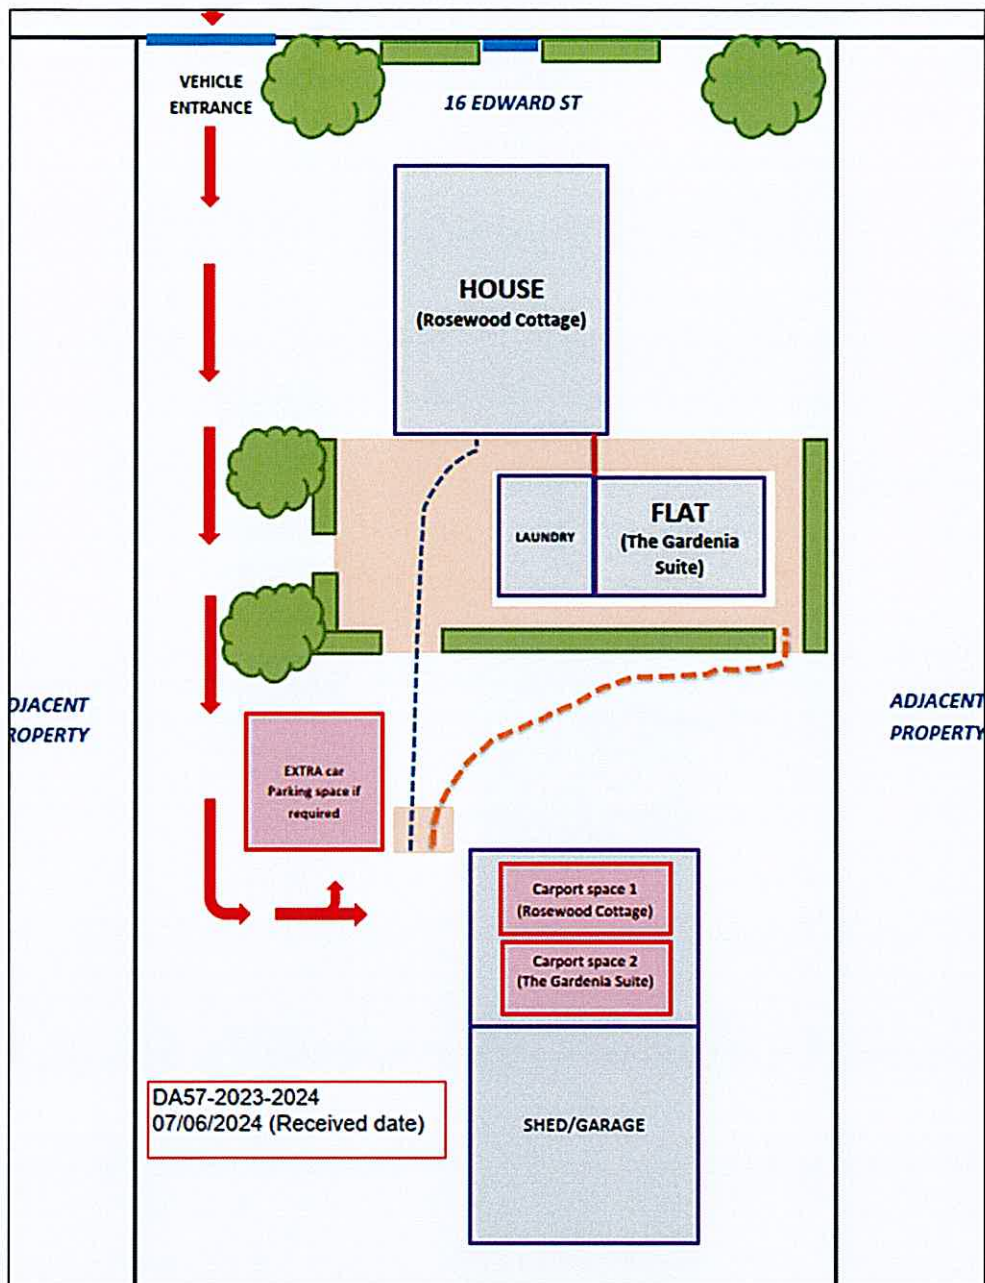 VEHICLE
ENTRANCE
16 EDWARD ST
HOUSE
(Rosewood Cottage)
LAUNDRY
FLAT
(The Gardenia
Suite)
DJACENT
ROPERTY
ADJACENT
PROPERTY
EXTRA car
Parking space if
required
Carport space 1
(Rosewood Cottage)
Carport space 2
(The Gardenia Suite)
DA57-2023-2024
07/06/2024 (Received date)
SHED/GARAGE